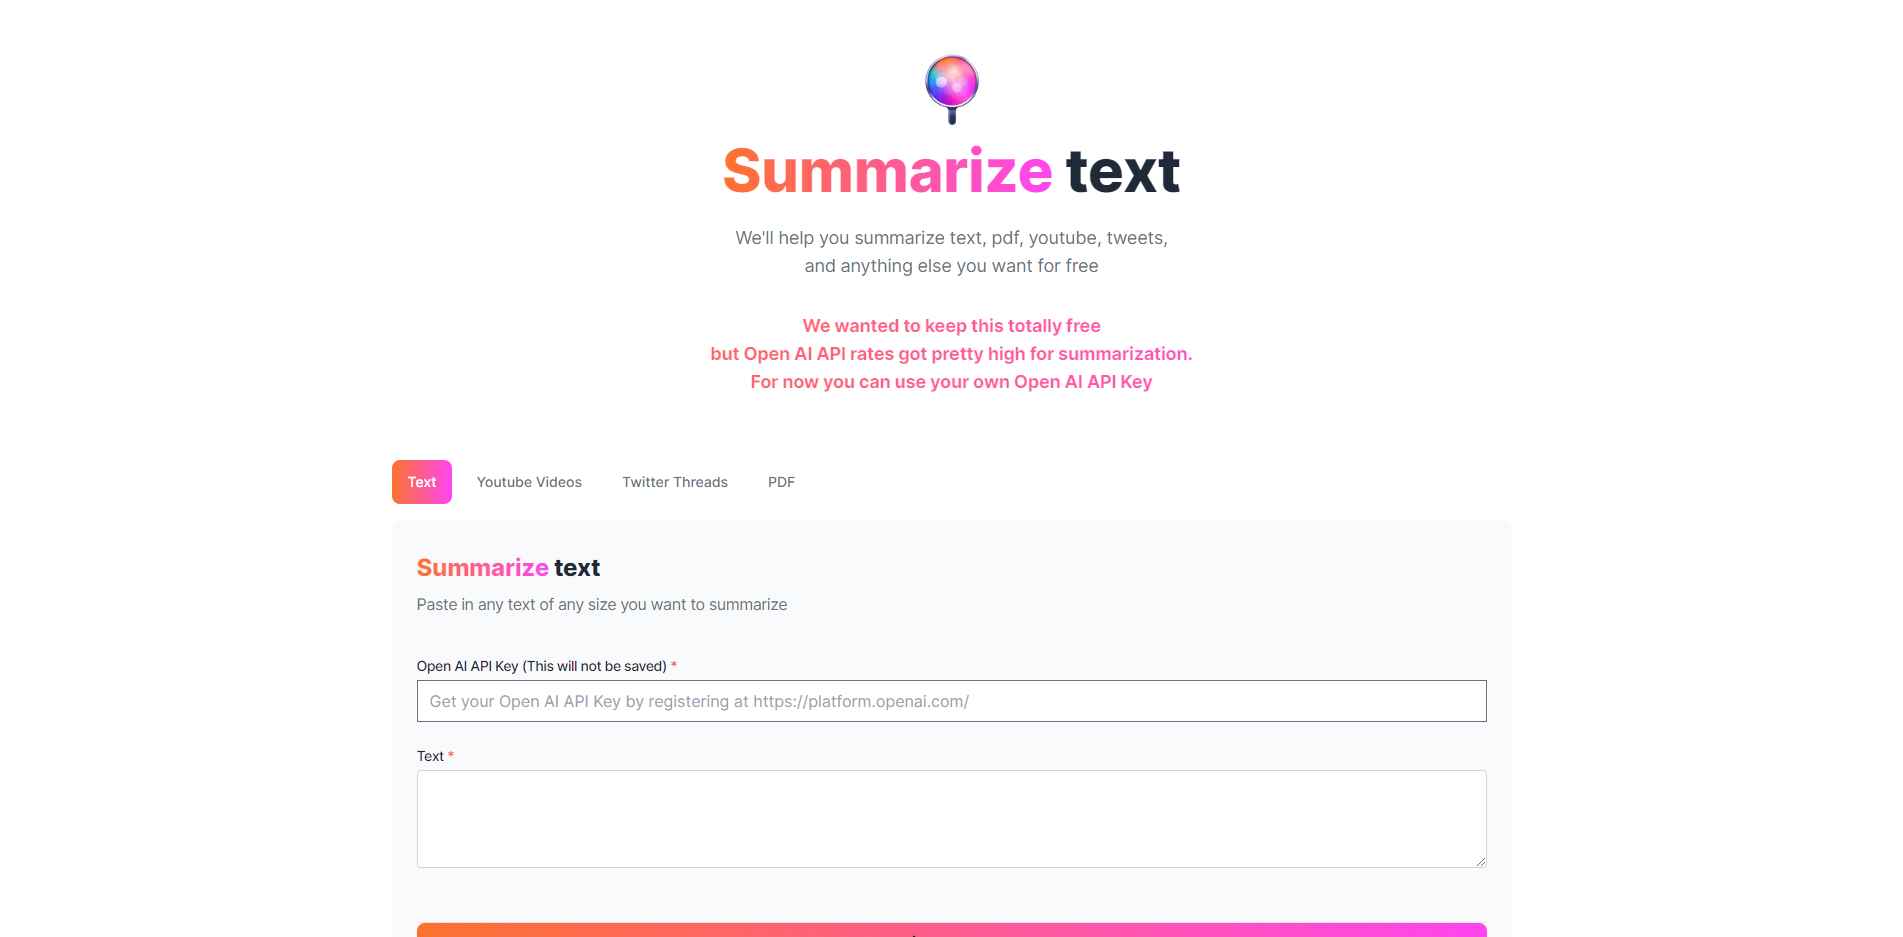 Summarize text
We'll help you summarize text, pdf, youtube, tweets,
and anything else you want for free
We wanted to keep this totally free
but Open AI API rates got pretty high for summarization.
For now you can use your own Open AI API Key
Text
Youtube Videos
Twitter Threads
PDF
Summarize text
Paste in any text of any size you want to summarize
Open AI API Key (This will not be saved) *
Get your Open AI API Key by registering at https://platform.openai.com/
Text *